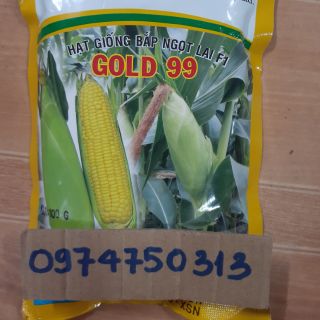 HẠT GIỐNG BẮP NGỌT LAI F1
GOLD 99
G
0974750313